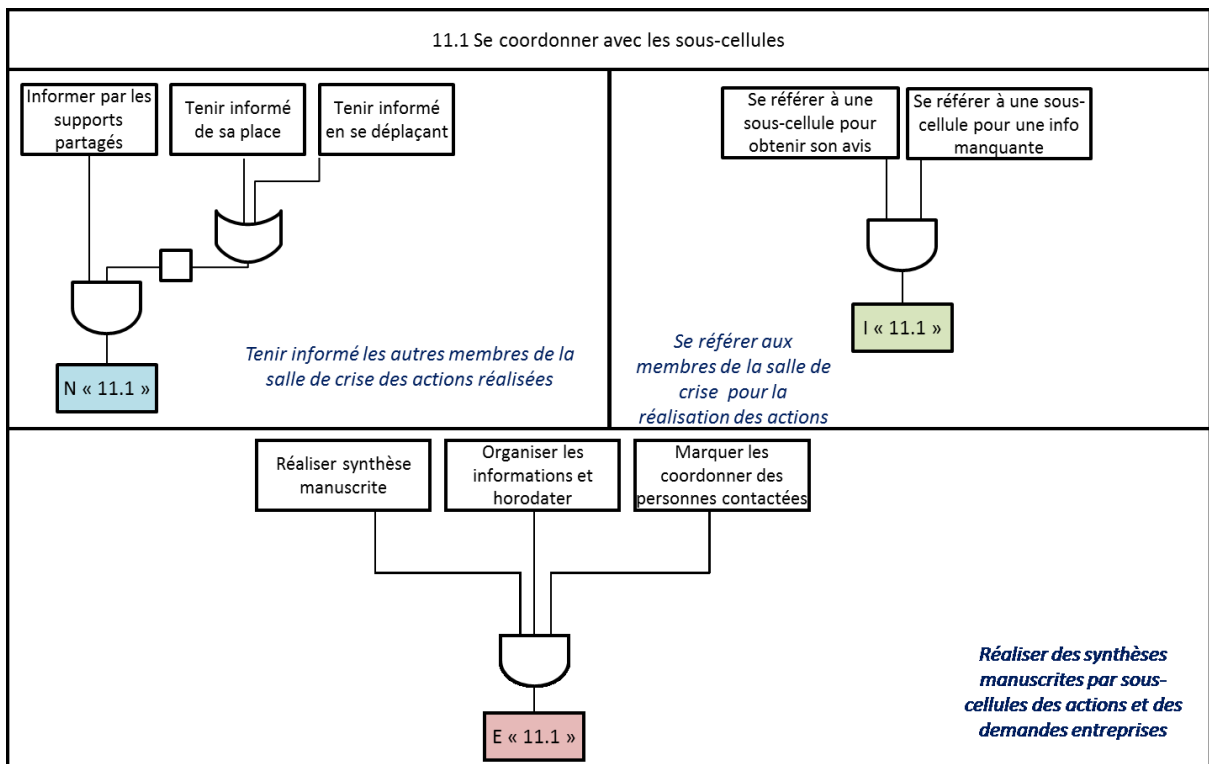 11.1 Se coordonner avec les sous-cellules
Informer par les
supports
partagés
Tenir informé
de sa place
Tenir informé
en se déplaçant
N « 11.1 »
Tenir informé les autres membres de la
salle de crise des actions réalisées
Se référer à une
sous-cellule pour
obtenir son avis
Se référer à une sous-
cellule pour une info
manquante
I « 11.1 »
Se référer aux
membres de la salle de
crise pour la
réalisation des actions
Réaliser synthèse
manuscrite
Organiser les
informations et
horodater
Marquer les
coordonner des
personnes contactées
E « 11.1 »
Réaliser des synthèses
manuscrites par sous-
cellules des actions et des
demandes entreprises